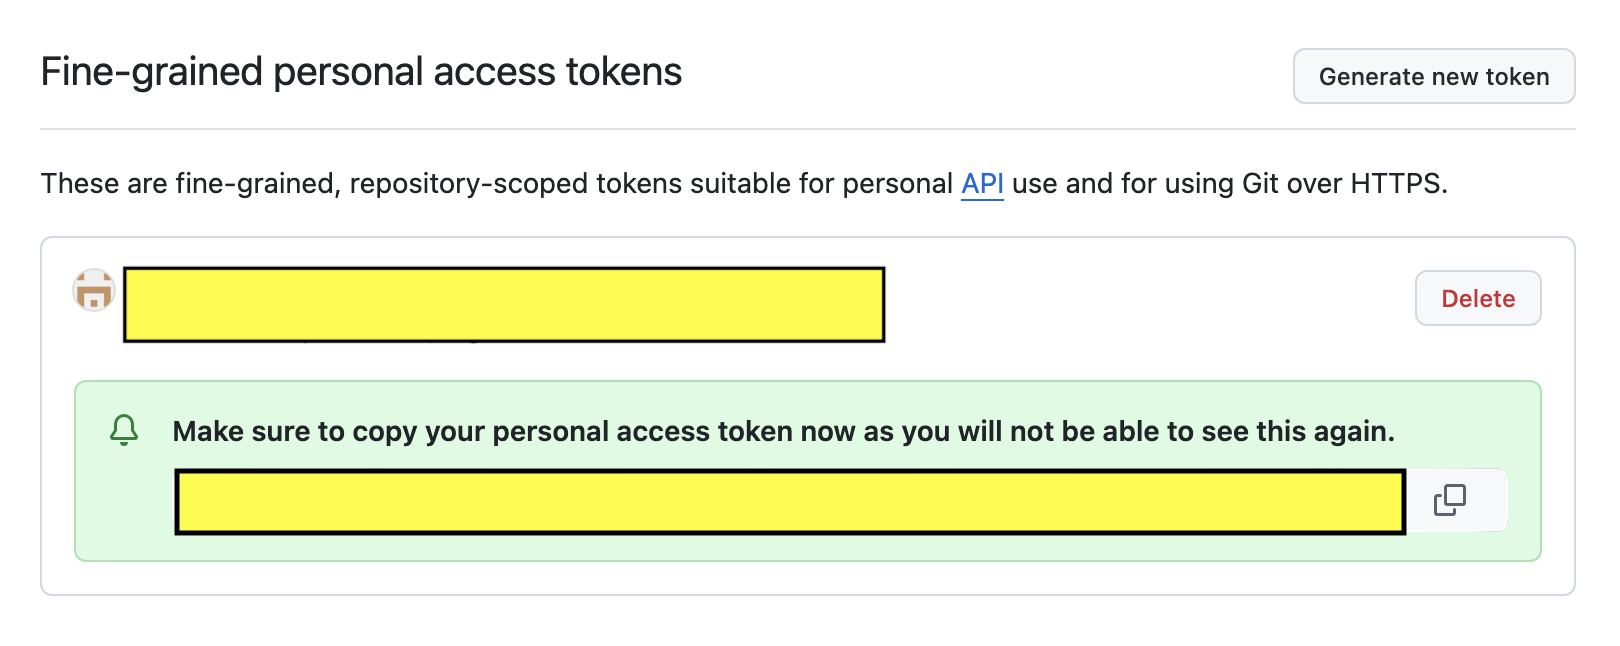 Fine-grained personal access tokens
Generate new token
These are fine-grained, repository-scoped tokens suitable for personal API use and for using Git over HTTPS.
Delete
Make sure to copy your personal access token now as you will not be able to see this again.